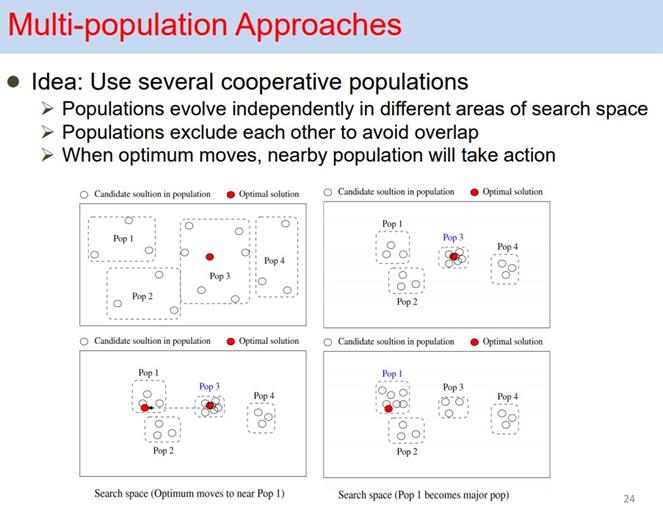 Multi-population Approaches
Idea: Use several cooperative populations
Populations evolve independently in different areas of search space
Populations exclude each other to avoid overlap
When optimum moves, nearby population will take action
Candidate soultion in population Optimal solution
Pop 1
Pop 2
Pop 3
Pop 4
Candidate soultion in population Optimal solution
Pop 1
Pop 3
Pop 4
Pop 2
Candidate soultion in population Optimal solution
Pop 1
Pop 3
Pop 4
Pop 2
Search space (Optimum moves to near Pop 1)
Candidate soultion in population Optimal solution
Pop 1
Pop 3
Pop 4
Pop 2
Search space (Pop 1 becomes major pop)
24